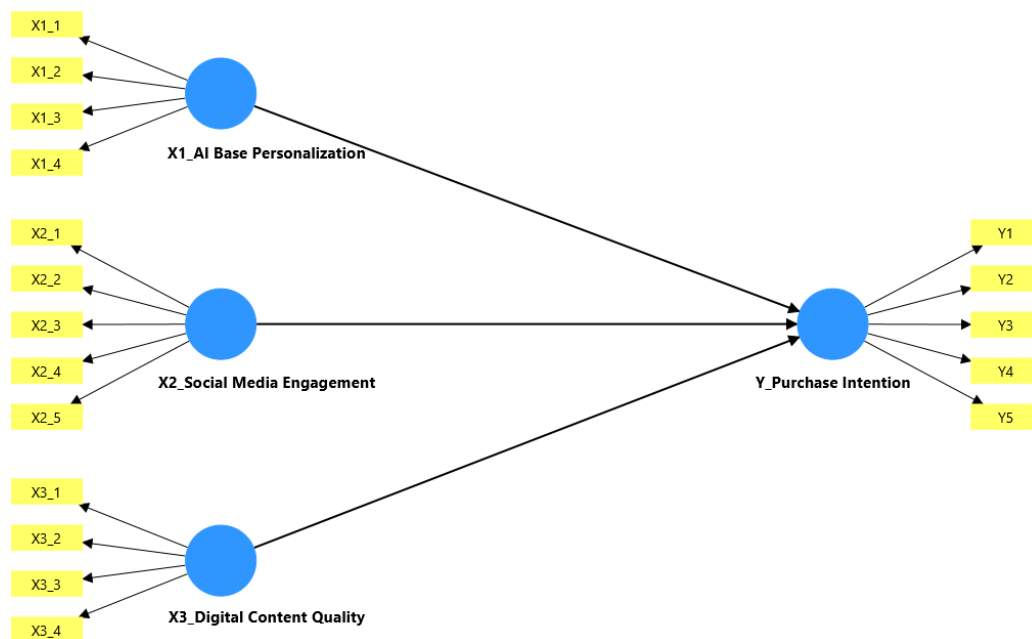 X1_1
X1_2
X1_3
X1_4
X1_AI Base Personalization
X2_1
X2_2
X2_3
X2_4
X2_5
X2_Social Media Engagement
X3_1
X3_2
X3_3
X3_4
X3_Digital Content Quality
Y1
Y2
Y3
Y4
Y5
Y_Purchase Intention